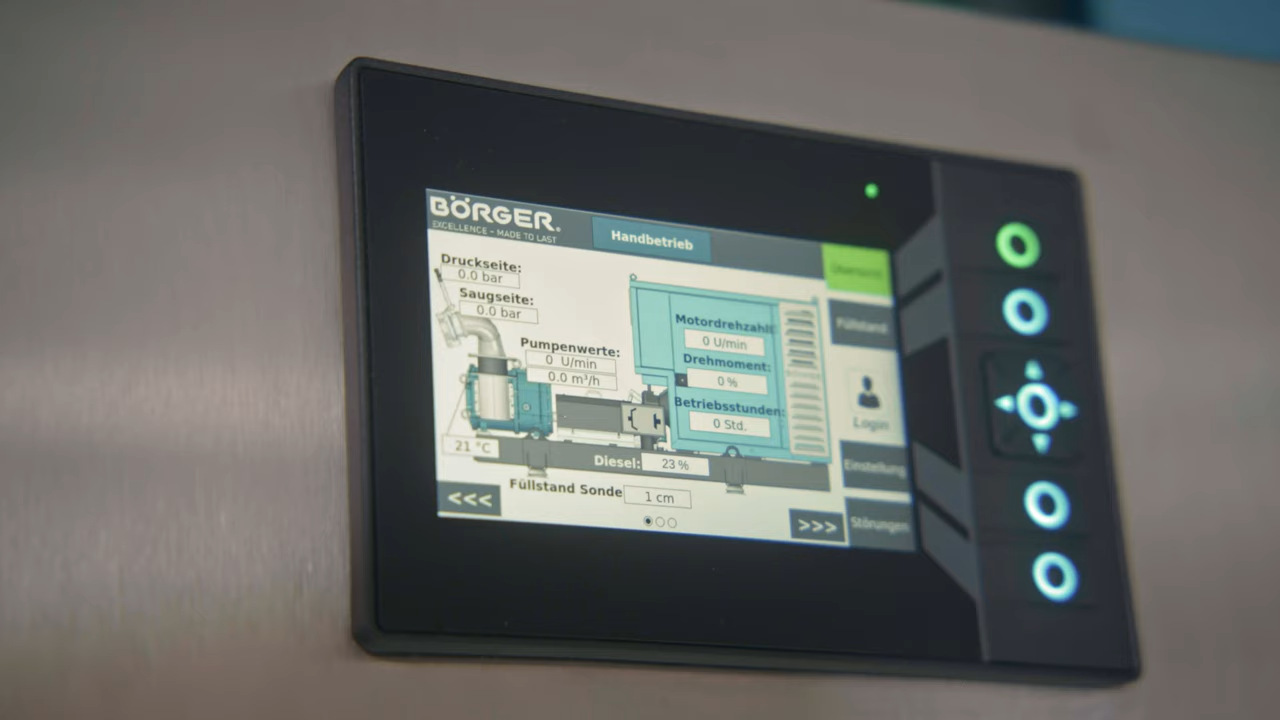 BÖRGER.
EXCELLENCE – MADE TO LAST
Handbetrieb
Übersicht
Druckseite:
0.0 bar
Saugseite:
0.0 bar
Pumpenwerte:
0 U/min
0.0 m³/h
Motordrehzahl:
0 U/min
Drehmoment:
0 %
Betriebsstunden:
0 Std.
Füllstand
Login
Einstellung
Störungen
21 °C
Diesel: 23 %
Füllstand Sonde 1 cm
<<<
>>>